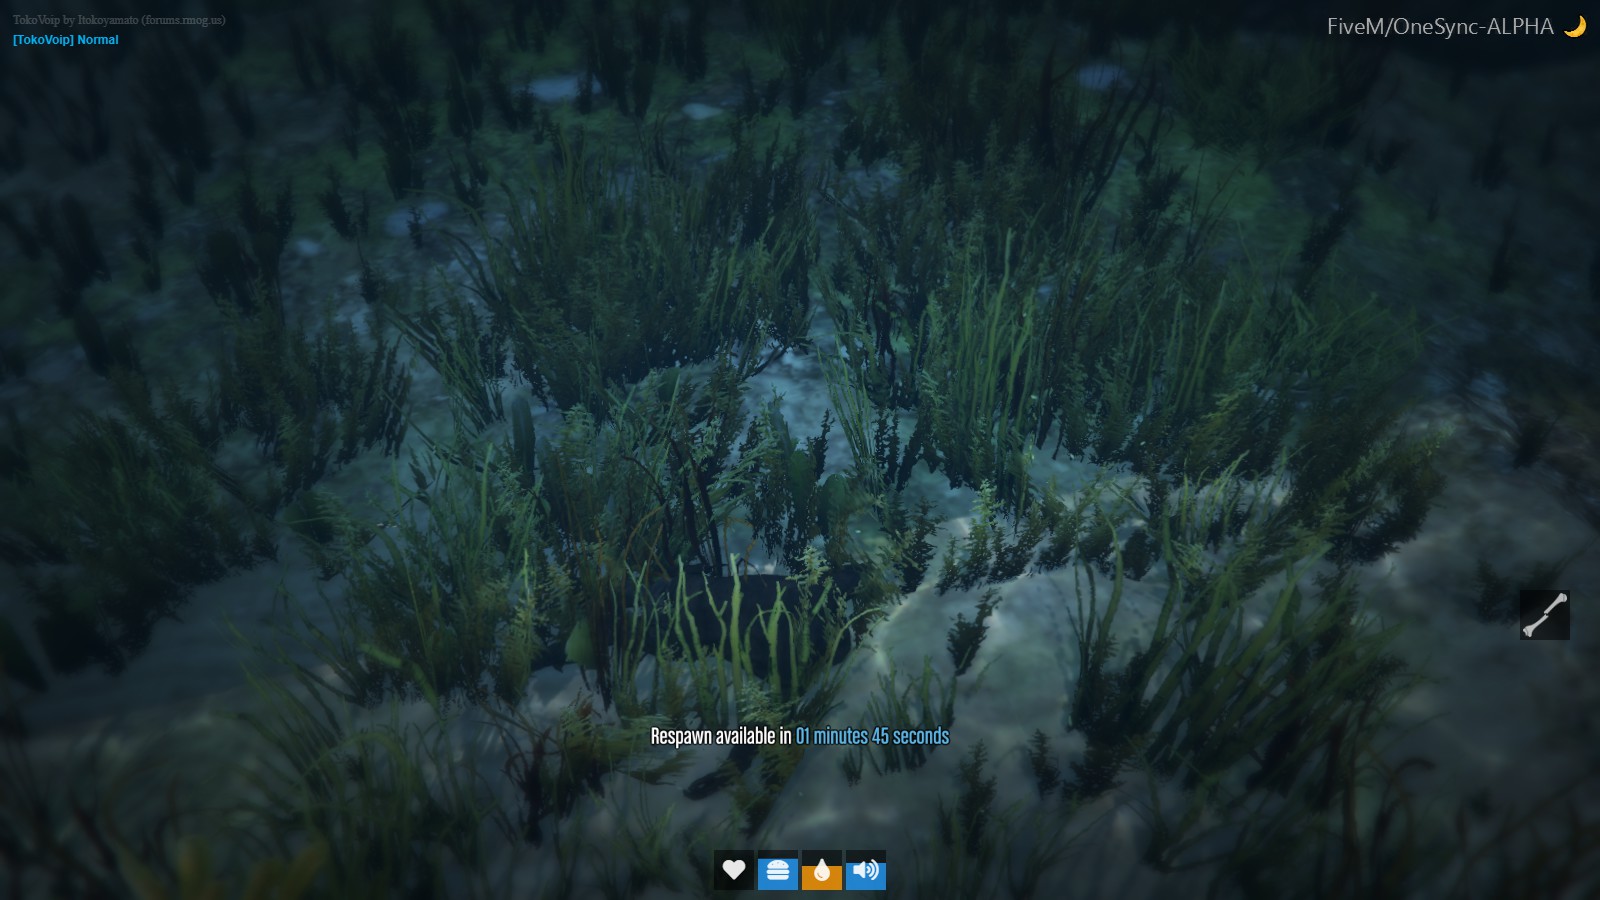 TokoVoip by Itokoyamato (forums.rmog.us)
[TokoVoip] Normal
FiveM/OneSync-ALPHA
Respawn available in 01 minutes 45 seconds